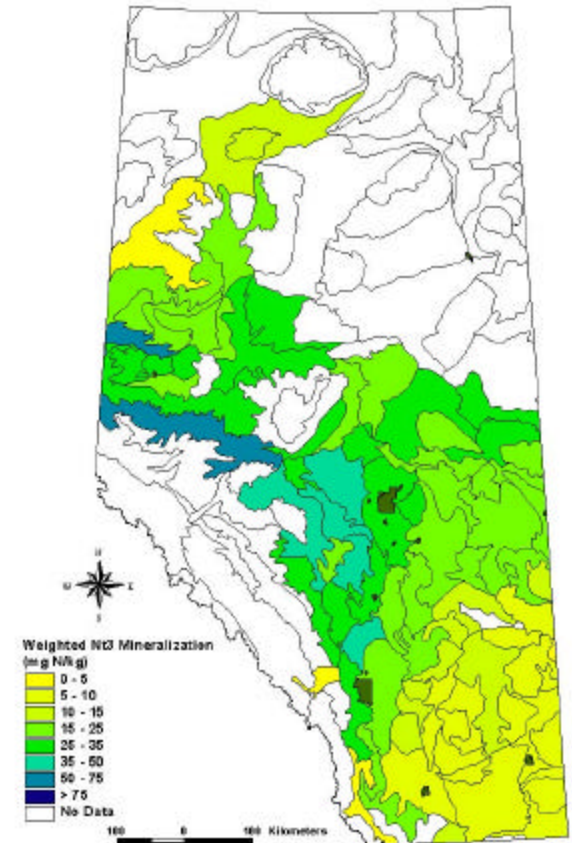 N
W E
S
Weighted Nt3 Mineralization
(mg N/kg)
0 - 5
5 - 10
10 - 15
15 - 25
25 - 35
35 - 50
50 - 75
> 75
No Data
100 0 100 Kilometers